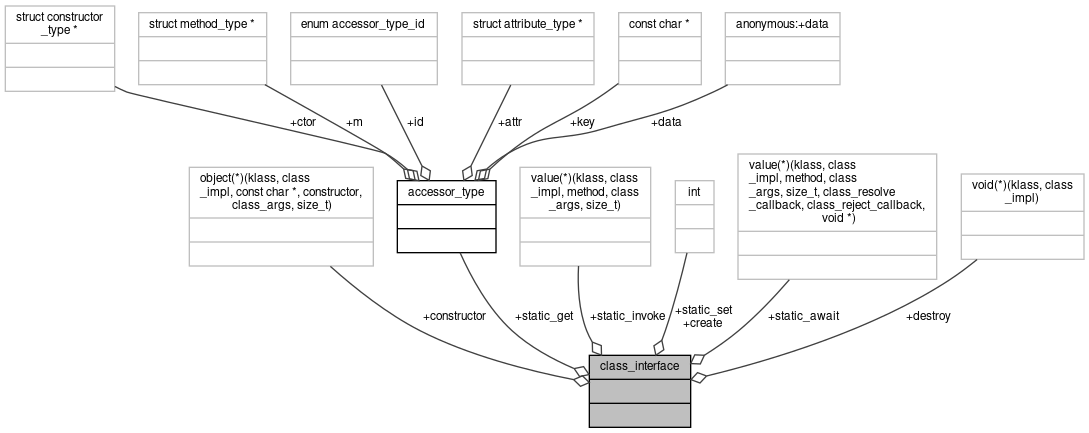 struct constructor
_type *
struct method_type *
enum accessor_type_id
struct attribute_type *
const char *
anonymous:+data
+ctor
+m
+id
+attr
+key
+data
object(*)(klass, class
_impl, const char *, constructor,
class_args, size_t)
accessor_type
value(*)(klass, class
_impl, method, class
_args, size_t)
int
value(*)(klass, class
_impl, method, class
_args, size_t, class_resolve
_callback, class_reject_callback,
void *)
void(*)(klass, class
_impl)
+constructor
+static_get
+static_invoke
+static_set
+create
+static_await
+destroy
class_interface